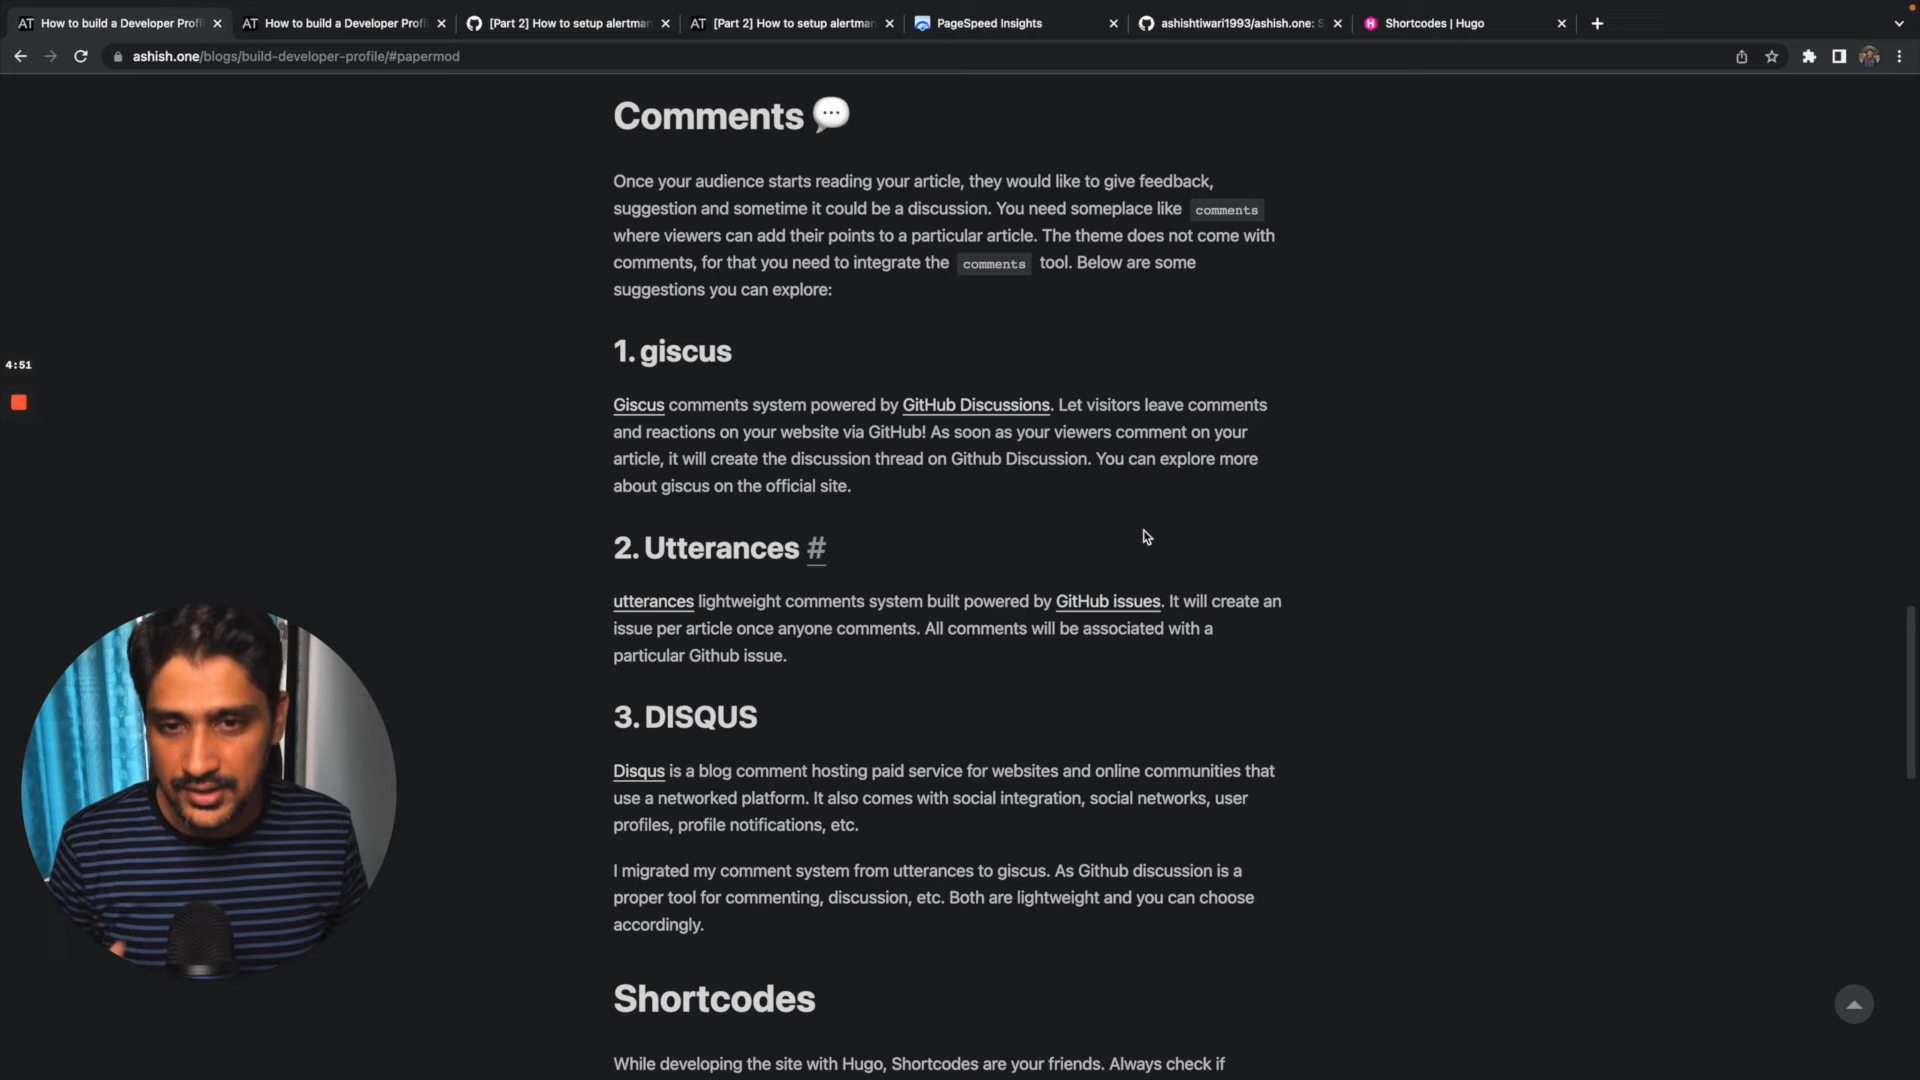 AT How to build a Developer Profi
AT How to build a Developer Profi
[Part 2] How to setup alertman
AT [Part 2] How to setup alertman
PageSpeed Insights
ashishtiwari1993/ashish.one: S
Shortcodes | Hugo
ashish.one/blogs/build-developer-profile/#papermod
Comments
Once your audience starts reading your article, they would like to give feedback,
suggestion and sometime it could be a discussion. You need someplace like comments
where viewers can add their points to a particular article. The theme does not come with
comments, for that you need to integrate the comments tool. Below are some
suggestions you can explore:
1. giscus
4:51
Giscus comments system powered by GitHub Discussions. Let visitors leave comments
and reactions on your website via GitHub! As soon as your viewers comment on your
article, it will create the discussion thread on Github Discussion. You can explore more
about giscus on the official site.
2. Utterances #
utterances lightweight comments system built powered by GitHub issues. It will create an
issue per article once anyone comments. All comments will be associated with a
particular Github issue.
3. DISQUS
Disqus is a blog comment hosting paid service for websites and online communities that
use a networked platform. It also comes with social integration, social networks, user
profiles, profile notifications, etc.
I migrated my comment system from utterances to giscus. As Github discussion is a
proper tool for commenting, discussion, etc. Both are lightweight and you can choose
accordingly.
Shortcodes
While developing the site with Hugo, Shortcodes are your friends. Always check if